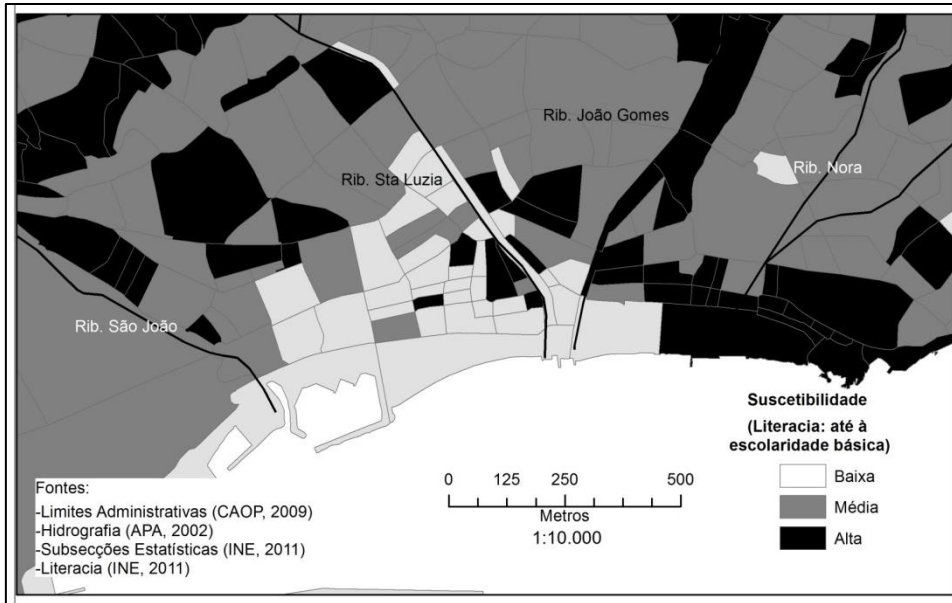 Rib. João Gomes
Rib. Nora
Rib. Sta Luzia
Rib. São João
Suscetibilidade
(Literacia: até à
escolaridade básica)
Baixa
Média
Alta
0 125 250 500
Metros
1:10.000
Fontes:
-Limites Administrativas (CAOP, 2009)
-Hidrografia (APA, 2002)
-Subsecções Estatísticas (INE, 2011)
-Literacia (INE, 2011)